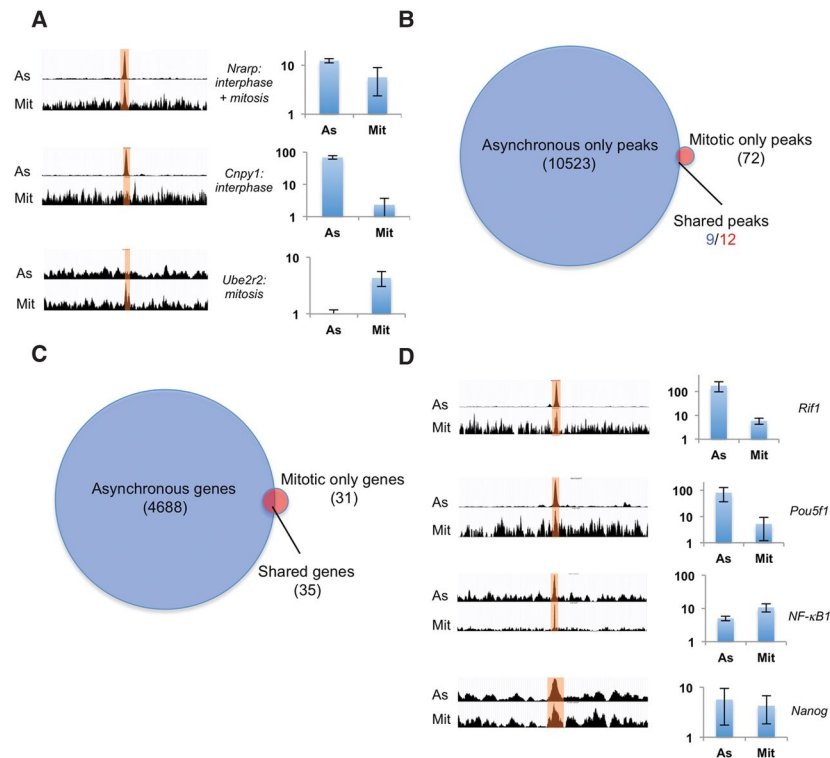 A
As
Mit
Nrarp:
interphase
+ mitosis
10
1
As
Mit
As
Mit
Cnpy1:
interphase
100
10
1
As
Mit
As
Mit
Ube2r2:
mitosis
10
1
As
Mit
B
Asynchronous only peaks
(10523)
Mitotic only peaks
(72)
Shared peaks
9/12
C
Asynchronous genes
(4688)
Mitotic only genes
(31)
Shared genes
(35)
D
As
Mit
100
10
1
As
Mit
Rif1
As
Mit
100
10
1
As
Mit
Pou5f1
As
Mit
100
10
1
As
Mit
NF-κB1
As
Mit
10
1
As
Mit
Nanog